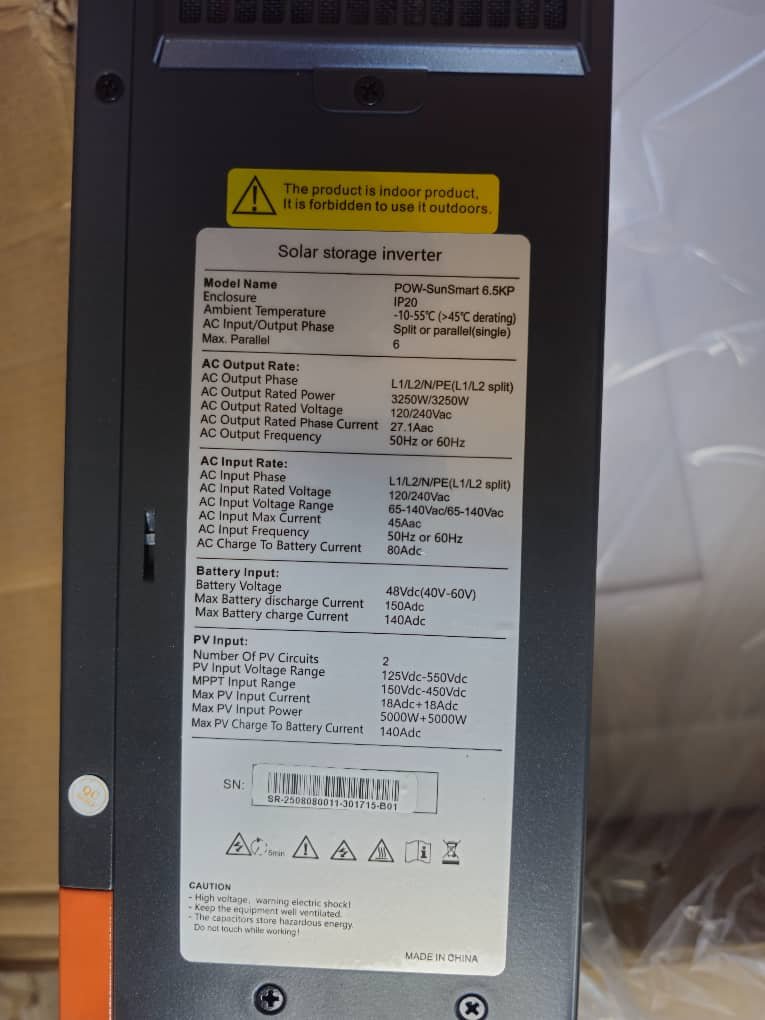 The product is indoor product,
It is forbidden to use it outdoors.
Solar storage inverter
Model Name POW-SunSmart 6.5KP
Enclosure IP20
Ambient Temperature -10-55℃ (>45℃ derating)
AC Input/Output Phase Split or parallel(single)
Max. Parallel 6
AC Output Rate:
AC Output Phase L1/L2/N/PE(L1/L2 split)
AC Output Rated Power 3250W/3250W
AC Output Rated Voltage 120/240Vac
AC Output Rated Phase Current 27.1Aac
AC Output Frequency 50Hz or 60Hz
AC Input Rate:
AC Input Phase L1/L2/N/PE(L1/L2 split)
AC Input Rated Voltage 120/240Vac
AC Input Voltage Range 65-140Vac/65-140Vac
AC Input Max Current 45Aac
AC Input Frequency 50Hz or 60Hz
AC Charge To Battery Current 80Adc
Battery Input:
Battery Voltage 48Vdc(40V-60V)
Max Battery discharge Current 150Adc
Max Battery charge Current 140Adc
PV Input:
Number Of PV Circuits 2
PV Input Voltage Range 125Vdc-550Vdc
MPPT Input Range 150Vdc-450Vdc
Max PV Input Current 18Adc+18Adc
Max PV Input Power 5000W+5000W
Max PV Charge To Battery Current 140Adc
SN:
SR-2508080011-301715-B01
5min
CAUTION
- High voltage, warning electric shock!
- Keep the equipment well ventilated.
- The capacitors store hazardous energy.
Do not touch while working!
MADE IN CHINA